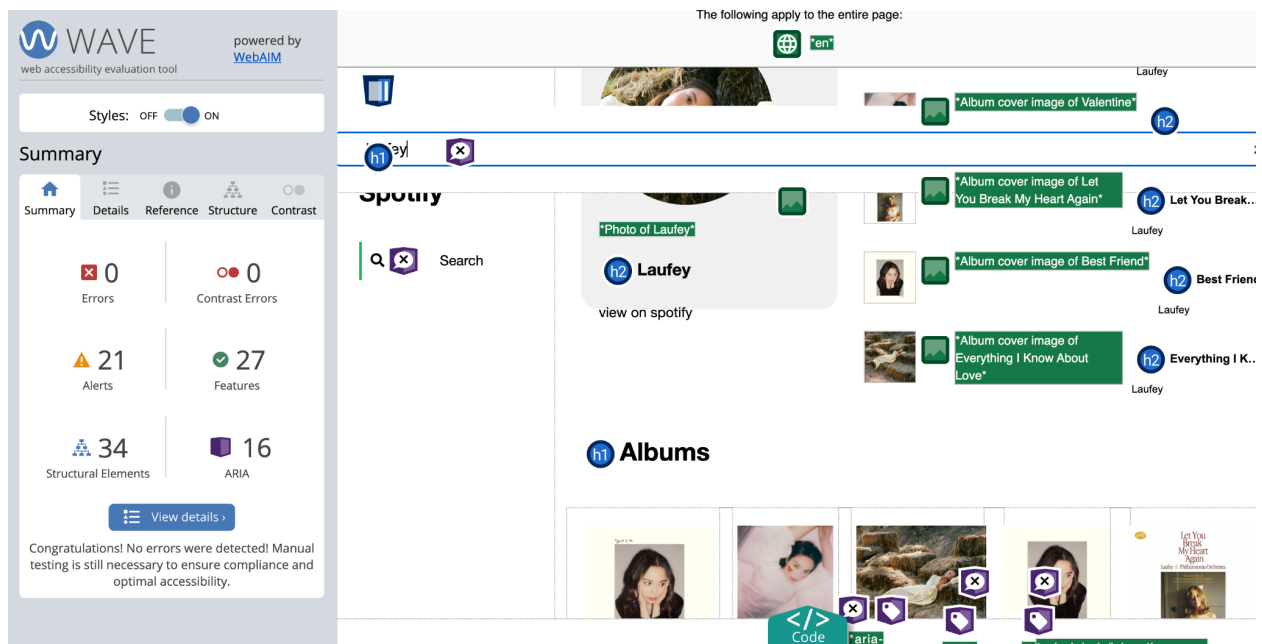 WAVE
web accessibility evaluation tool
powered by
WebAIM
Styles: OFF ON
Summary
Summary
Details
Reference
Structure
Contrast
0
Errors
0
Contrast Errors
21
Alerts
27
Features
34
Structural Elements
16
ARIA
View details ›
Congratulations! No errors were detected! Manual
testing is still necessary to ensure compliance and
optimal accessibility.
The following apply to the entire page:
*en*
h1
Spotify
Search
*Photo of Laufey*
h2 Laufey
view on spotify
Laufey
*Album cover image of Valentine*
h2
*Album cover image of Let
You Break My Heart Again*
h2 Let You Break...
Laufey
*Album cover image of Best Friend*
h2 Best Frien
Laufey
*Album cover image of
Everything I Know About
Love*
h2 Everything I K...
Laufey
h1 Albums
Let You
Break
My Heart
Again
</>
Code
*aria-